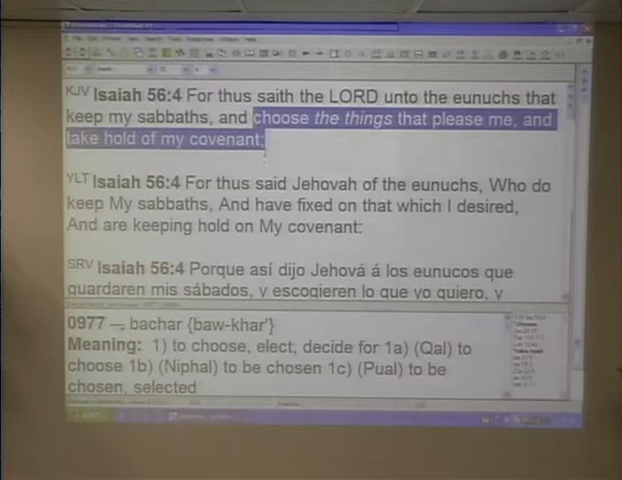 KJV Isaiah 56:4 For thus saith the LORD unto the eunuchs that
keep my sabbaths, and choose the things that please me, and
take hold of my covenant;
YLT Isaiah 56:4 For thus said Jehovah of the eunuchs, Who do
keep My sabbaths, And have fixed on that which I desired,
And are keeping hold on My covenant:
SRV Isaiah 56:4 Porque así dijo Jehová á los eunucos que
guardaren mis sábados, y escogieren lo que yo quiero, y
0977 -- bachar {baw-khar'}
Meaning: 1) to choose, elect, decide for 1a) (Qal) to
choose 1b) (Niphal) to be chosen 1c) (Pual) to be
chosen, selected